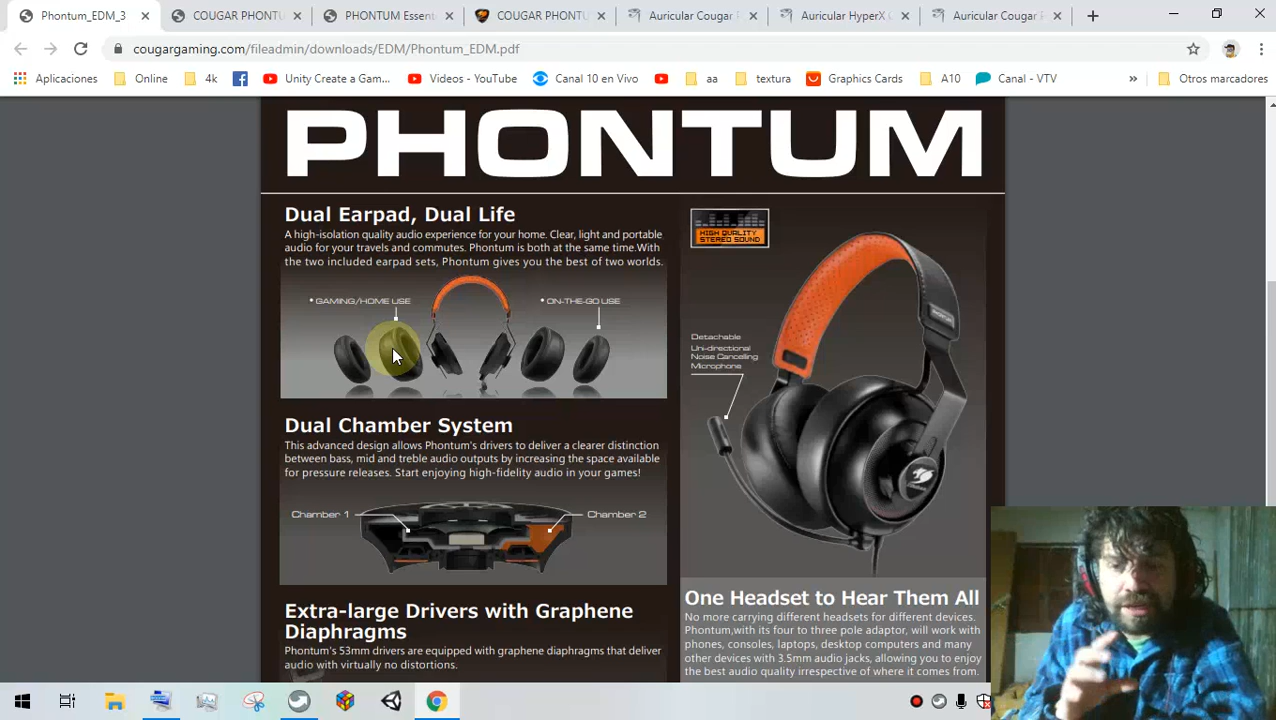 Phontum_EDM_3
COUGAR PHONTU
PHONTUM Essent
COUGAR PHONTU
Auricular Cougar F
Auricular HyperX C
Auricular Cougar F
cougargaming.com/fileadmin/downloads/EDM/Phontum_EDM.pdf
Aplicaciones
Online
4k
Unity Create a Gam...
Videos - YouTube
Canal 10 en Vivo
aa
textura
Graphics Cards
A10
Canal - VTV
»
Otros marcadores
PHONTUM
Dual Earpad, Dual Life
A high-isolation quality audio experience for your home. Clear, light and portable
audio for your travels and commutes. Phontum is both at the same time.With
the two included earpad sets, Phontum gives you the best of two worlds.
• GAMING/HOME USE
• ON-THE-GO USE
Dual Chamber System
This advanced design allows Phontum's drivers to deliver a clearer distinction
between bass, mid and treble audio outputs by increasing the space available
for pressure releases. Start enjoying high-fidelity audio in your games!
Chamber 1
Chamber 2
Extra-large Drivers with Graphene
Diaphragms
Phontum's 53mm drivers are equipped with graphene diaphragms that deliver
audio with virtually no distortions.
HIGH QUALITY
STEREO SOUND
Detachable
Uni-directional
Noise Cancelling
Microphone
One Headset to Hear Them All
No more carrying different headsets for different devices.
Phontum,with its four to three pole adaptor, will work with
phones, consoles, laptops, desktop computers and many
other devices with 3.5mm audio jacks, allowing you to enjoy
the best audio quality irrespective of where it comes from.